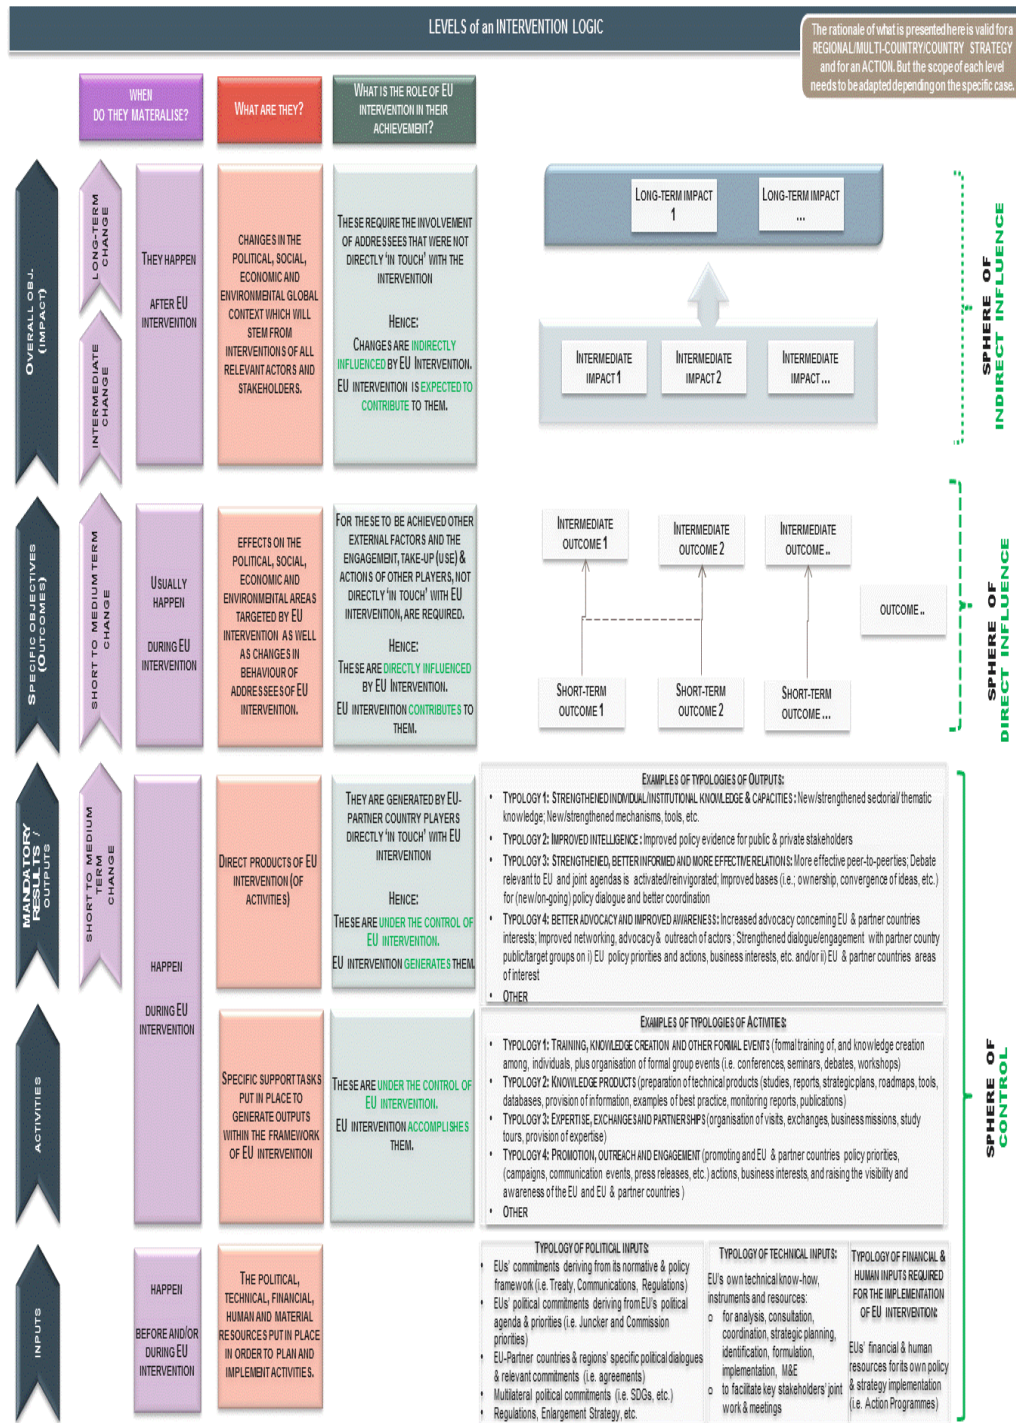 LEVELS of an INTERVENTION LOGIC
The rationale of what is presented here is valid for a
REGIONAL/MULTI-COUNTRY/COUNTRY STRATEGY
and for an ACTION. But the scope of each level
needs to be adapted depending on the specific case.
WHEN
DO THEY MATERALISE?
WHAT ARE THEY?
WHAT IS THE ROLE OF EU
INTERVENTION IN THEIR
ACHIEVEMENT?
OVERALL OBJ.
(IMPACT)
LONG-TERM
CHANGE
INTERMEDIATE
CHANGE
THEY HAPPEN
AFTER EU
INTERVENTION
CHANGES IN THE
POLITICAL, SOCIAL,
ECONOMIC AND
ENVIRONMENTAL GLOBAL
CONTEXT WHICH WILL
STEM FROM
INTERVENTIONS OF ALL
RELEVANT ACTORS AND
STAKEHOLDERS.
THESE REQUIRE THE INVOLVEMENT
OF ADDRESSEES THAT WERE NOT
DIRECTLY 'IN TOUCH' WITH THE
INTERVENTION
HENCE:
CHANGES ARE INDIRECTLY
INFLUENCED BY EU INTERVENTION.
EU INTERVENTION IS EXPECTED TO
CONTRIBUTE TO THEM.
LONG-TERM IMPACT
1
LONG-TERM IMPACT
...
INTERMEDIATE
IMPACT 1
INTERMEDIATE
IMPACT 2
INTERMEDIATE
IMPACT ...
SPHERE OF
INDIRECT INFLUENCE
SPECIFIC OBJECTIVES
(OUTCOMES)
SHORT TO MEDIUM TERM
CHANGE
USUALLY
HAPPEN
DURING EU
INTERVENTION
EFFECTS ON THE
POLITICAL, SOCIAL,
ECONOMIC AND
ENVIRONMENTAL AREAS
TARGETED BY EU
INTERVENTION AS WELL
AS CHANGES IN
BEHAVIOUR OF
ADDRESSEES OF EU
INTERVENTION.
FOR THESE TO BE ACHIEVED OTHER
EXTERNAL FACTORS AND THE
ENGAGEMENT, TAKE-UP (USE) &
ACTIONS OF OTHER PLAYERS, NOT
DIRECTLY 'IN TOUCH' WITH EU
INTERVENTION, ARE REQUIRED.
HENCE:
THESE ARE DIRECTLY INFLUENCED
BY EU INTERVENTION.
EU INTERVENTION CONTRIBUTES TO
THEM.
INTERMEDIATE
OUTCOME 1
INTERMEDIATE
OUTCOME 2
INTERMEDIATE
OUTCOME ..
OUTCOME ..
SHORT-TERM
OUTCOME 1
SHORT-TERM
OUTCOME 2
SHORT-TERM
OUTCOME ...
SPHERE OF
DIRECT INFLUENCE
MANDATORY
RESULTS /
OUTPUTS
SHORT TO MEDIUM
TERM
CHANGE
HAPPEN
DURING EU
INTERVENTION
DIRECT PRODUCTS OF EU
INTERVENTION (OF
ACTIVITIES)
THEY ARE GENERATED BY EU-
PARTNER COUNTRY PLAYERS
DIRECTLY 'IN TOUCH' WITH EU
INTERVENTION
HENCE:
THESE ARE UNDER THE CONTROL OF
EU INTERVENTION.
EU INTERVENTION GENERATES THEM.
EXAMPLES OF TYPOLOGIES OF OUTPUTS:
• TYPOLOGY 1: STRENGTHENED INDIVIDUAL/INSTITUTIONAL KNOWLEDGE & CAPACITIES : New/strengthened sectorial/ thematic
knowledge; New/strengthened mechanisms, tools, etc.
• TYPOLOGY 2: IMPROVED INTELLIGENCE : Improved policy evidence for public & private stakeholders
• TYPOLOGY 3: STRENGTHENED, BETTER INFORMED AND MORE EFFECTIVE RELATIONS: More effective peer-to-peerties; Debate
relevant to EU and joint agendas is activated/reinvigorated; Improved bases (i.e.; ownership, convergence of ideas, etc.)
for (new/on-going) policy dialogue and better coordination
• TYPOLOGY 4: BETTER ADVOCACY AND IMPROVED AWARENESS: Increased advocacy concerning EU & partner countries
interests; Improved networking, advocacy & outreach of actors ; Strengthened dialogue/engagement with partner country
public/target groups on i) EU policy priorities and actions, business interests, etc. and/or ii) EU & partner countries areas
of interest
• OTHER
ACTIVITIES
SPECIFIC SUPPORT TASKS
PUT IN PLACE TO
GENERATE OUTPUTS
WITHIN THE FRAMEWORK
OF EU INTERVENTION
THESE ARE UNDER THE CONTROL OF
EU INTERVENTION.
EU INTERVENTION ACCOMPLISHES
THEM.
EXAMPLES OF TYPOLOGIES OF ACTIVITIES:
• TYPOLOGY 1: TRAINING, KNOWLEDGE CREATION AND OTHER FORMAL EVENTS (formal training of, and knowledge creation
among, individuals, plus organisation of formal group events (i.e. conferences, seminars, debates, workshops)
• TYPOLOGY 2: KNOWLEDGE PRODUCTS (preparation of technical products (studies, reports, strategic plans, roadmaps, tools,
databases, provision of information, examples of best practice, monitoring reports, publications)
• TYPOLOGY 3: EXPERTISE, EXCHANGES AND PARTNERSHIPS (organisation of visits, exchanges, business missions, study
tours, provision of expertise)
• TYPOLOGY 4: PROMOTION, OUTREACH AND ENGAGEMENT (promoting and EU & partner countries policy priorities,
(campaigns, communication events, press releases, etc.) actions, business interests, and raising the visibility and
awareness of the EU and EU & partner countries )
• OTHER
SPHERE OF
CONTROL
INPUTS
HAPPEN
BEFORE AND/OR
DURING EU
INTERVENTION
THE POLITICAL,
TECHNICAL, FINANCIAL,
HUMAN AND MATERIAL
RESOURCES PUT IN PLACE
IN ORDER TO PLAN AND
IMPLEMENT ACTIVITIES.
TYPOLOGY OF POLITICAL INPUTS:
• EUs' commitments deriving from its normative & policy
framework (i.e. Treaty, Communications, Regulations)
• EUs' political commitments deriving from EU's political
agenda & priorities (i.e. Juncker and Commission
priorities)
• EU-Partner countries & regions' specific political dialogues
& relevant commitments (i.e. agreements)
• Multilateral political commitments (i.e. SDGs, etc.)
• Regulations, Enlargement Strategy, etc.
TYPOLOGY OF TECHNICAL INPUTS:
EU's own technical know-how,
instruments and resources:
o for analysis, consultation,
coordination, strategic planning,
identification, formulation,
implementation, M&E
o to facilitate key stakeholders' joint
work & meetings
TYPOLOGY OF FINANCIAL &
HUMAN INPUTS REQUIRED
FOR THE IMPLEMENTATION
OF EU INTERVENTION:
EUs' financial & human
resources for its own policy
& strategy implementation
(i.e. Action Programmes)